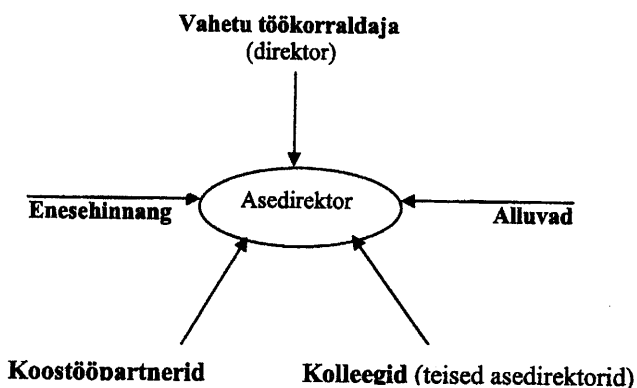 Vahetu töökorraldaja
(direktor)
Asedirektor
Enesehinnang
Alluvad
Koostööpartnerid
Kolleegid (teised asedirektorid)